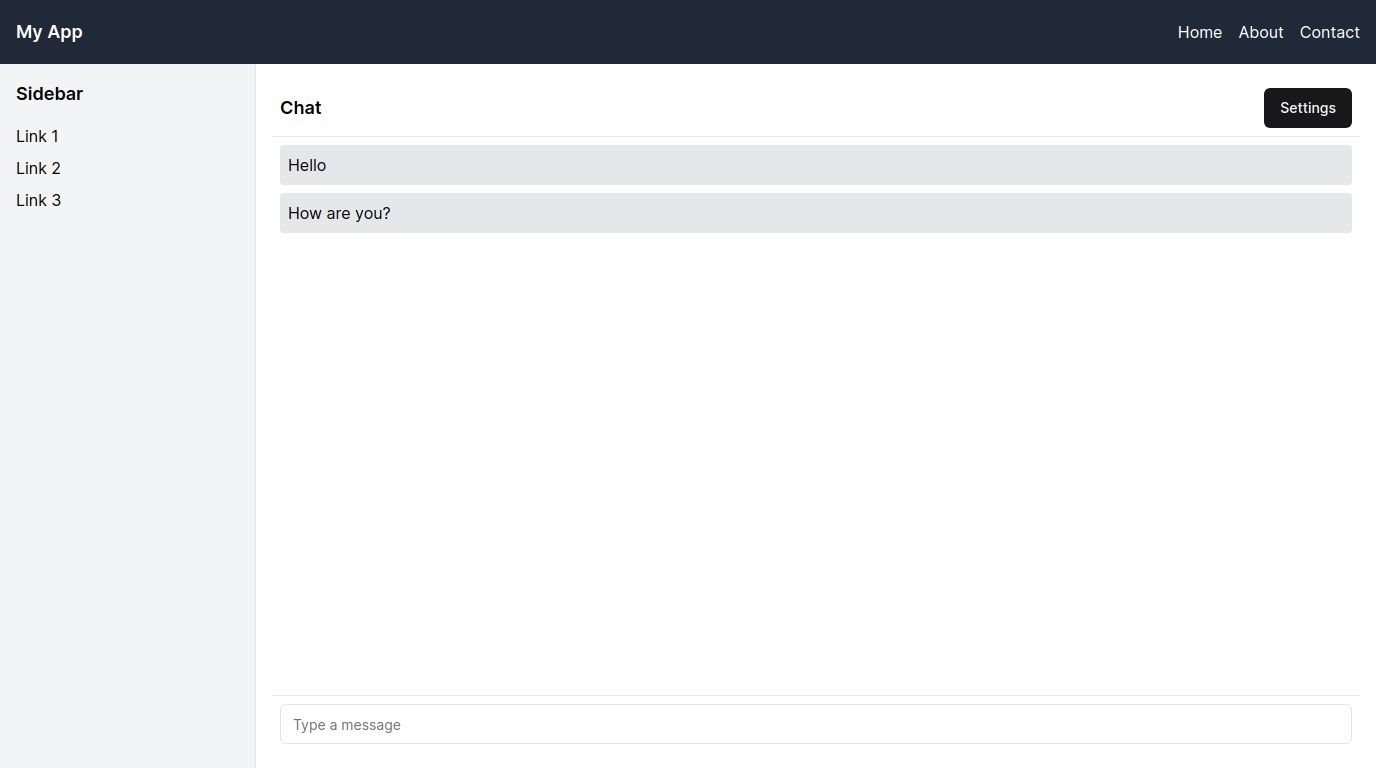 My App
Home About Contact
Sidebar
Link 1
Link 2
Link 3
Chat
Settings
Hello
How are you?
Type a message